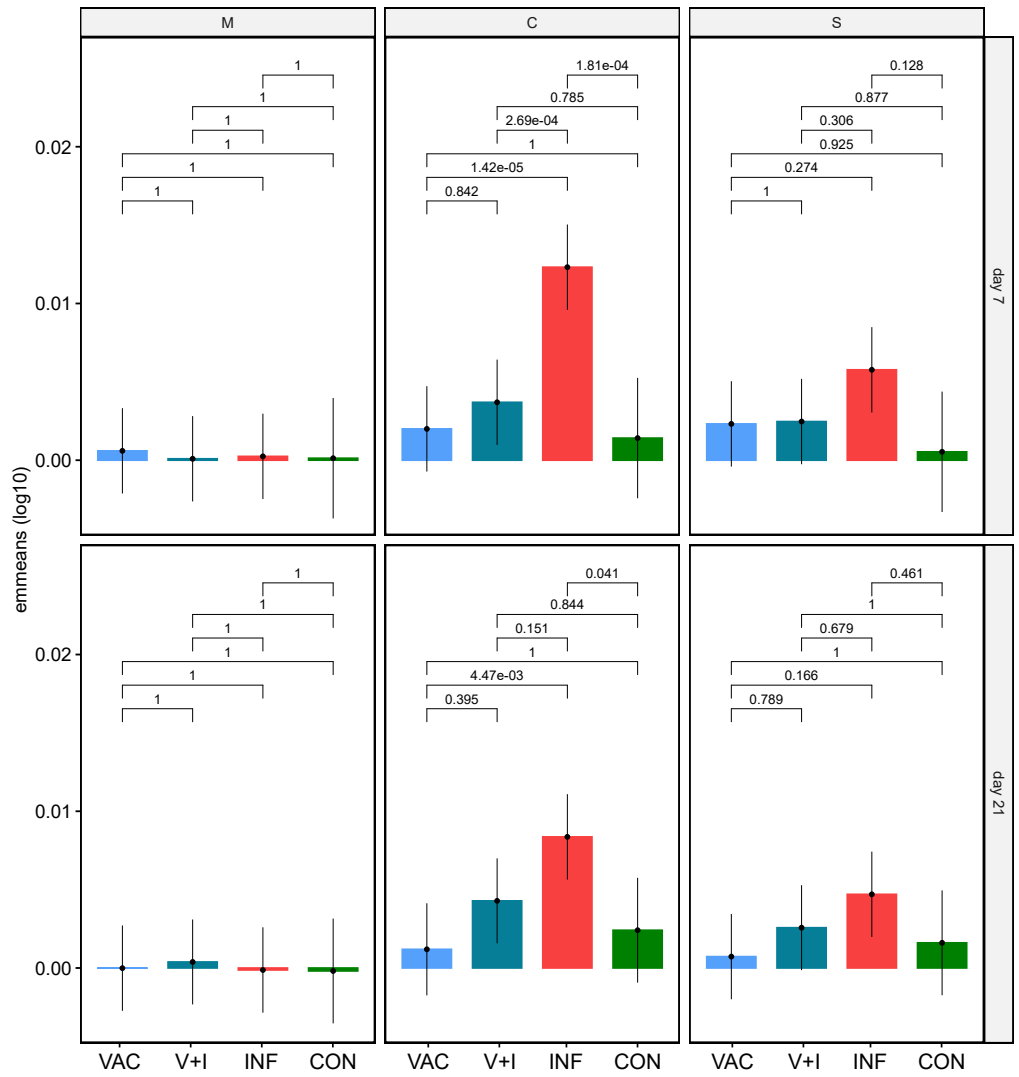 M C S
1 1.81e-04 0.128
1 0.785 0.877
1 2.69e-04 0.306
1 1 0.925
1 1.42e-05 0.274
1 0.842 1
0.02
0.01
0.00
day 7
emmeans (log10)
1 0.041 0.461
1 0.844 1
1 0.151 0.679
1 1 1
1 4.47e-03 0.166
1 0.395 0.789
0.02
0.01
0.00
day 21
VAC V+I INF CON VAC V+I INF CON VAC V+I INF CON